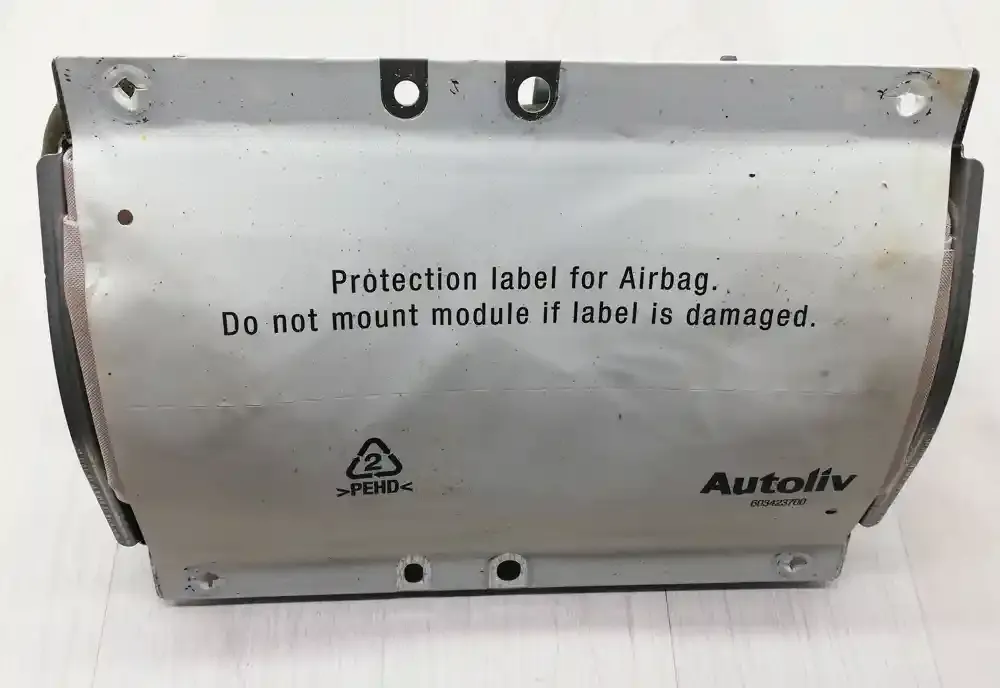 Protection label for Airbag.
Do not mount module if label is damaged.
2
>PEHD<
Autoliv
603423700